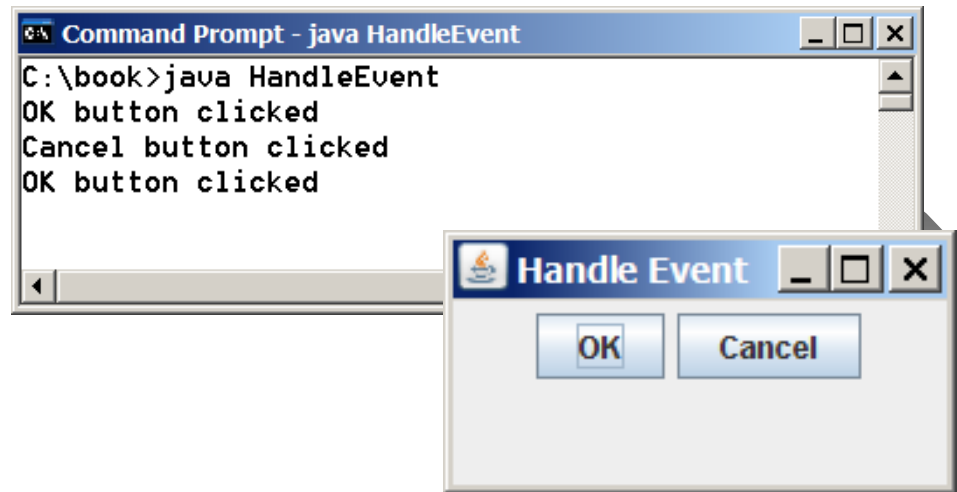 Command Prompt - java HandleEvent
C:\book>java HandleEvent
OK button clicked
Cancel button clicked
OK button clicked
Handle Event
OK Cancel